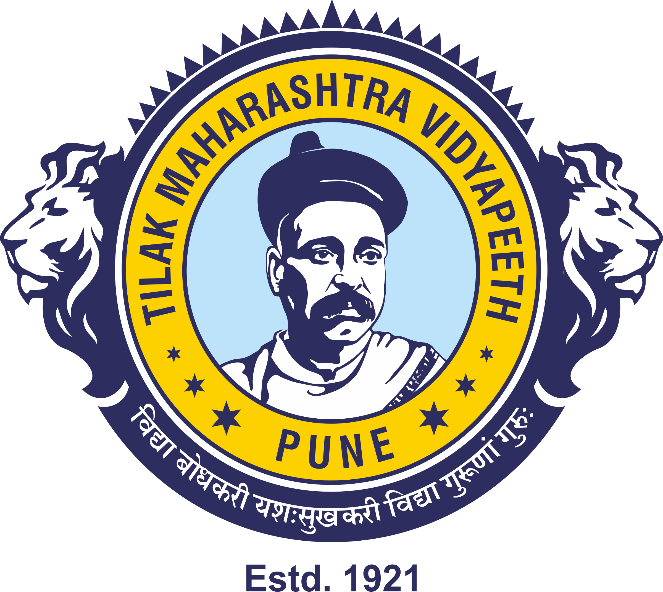 TILAK MAHARASHTRA VIDYAPEETH
PUNE
विद्या बोधकरी यशःसुखकरी विद्या गुरूणां गुरुः
Estd. 1921